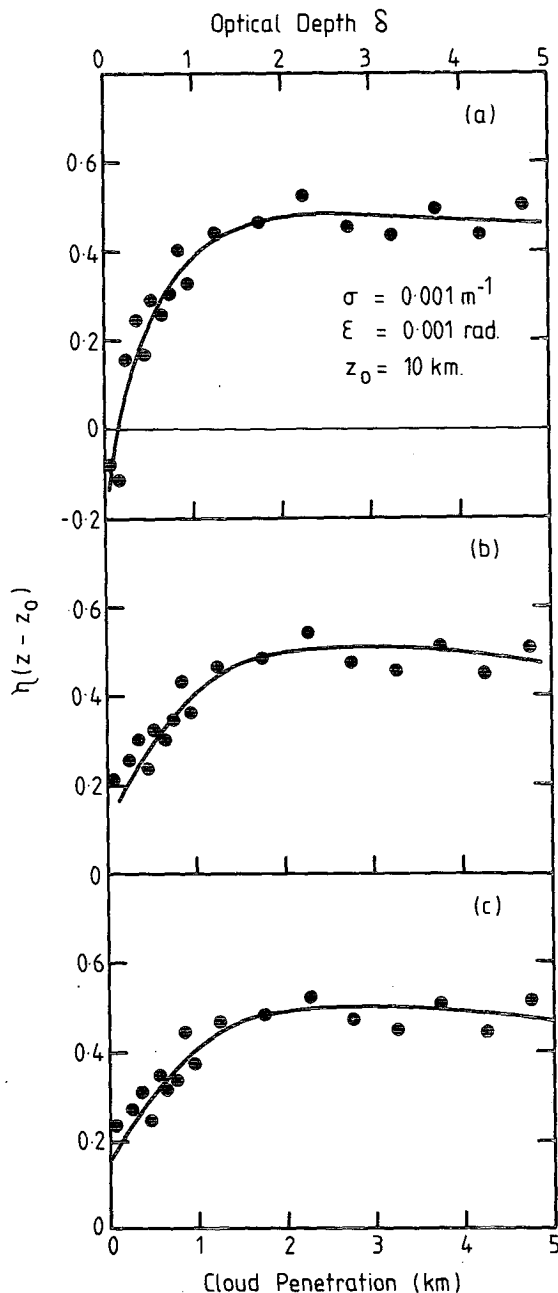 Optical Depth δ
0 1 2 3 4 5
(a)
0·6
0·4
σ = 0·001 m⁻¹
ε = 0·001 rad.
z₀ = 10 km.
0·2
0
-0·2
(b)
η(z - z₀)
0·6
0·4
0·2
0
(c)
0·6
0·4
0·2
0
0 1 2 3 4 5
Cloud Penetration (km)